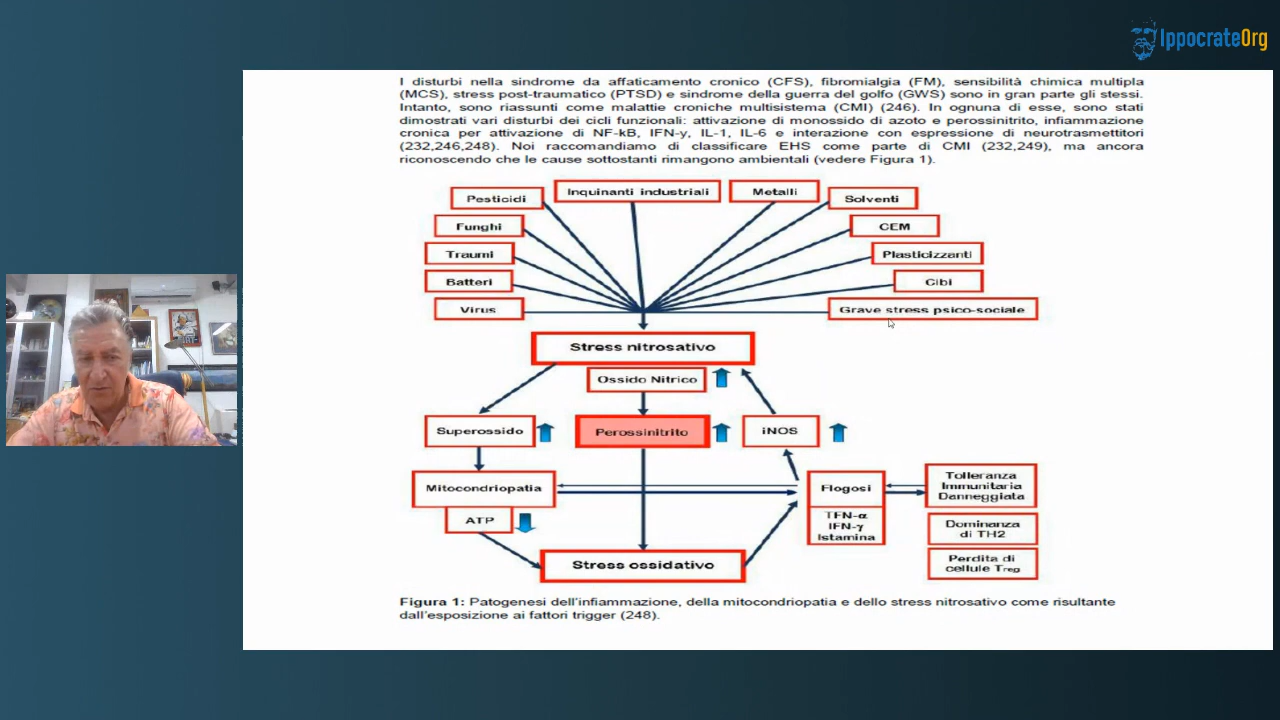 IppocrateOrg
I disturbi nella sindrome da affaticamento cronico (CFS), fibromialgia (FM), sensibilità chimica multipla
(MCS), stress post-traumatico (PTSD) e sindrome della guerra del golfo (GWS) sono in gran parte gli stessi.
Intanto, sono riassunti come malattie croniche multisistema (CMI) (246). In ognuna di esse, sono stati
dimostrati vari disturbi dei cicli funzionali: attivazione di monossido di azoto e perossinitrito, infiammazione
cronica per attivazione di NF-kB, IFN-y, IL-1, IL-6 e interazione con espressione di neurotrasmettitori
(232,246,248). Noi raccomandiamo di classificare EHS come parte di CMI (232,249), ma ancora
riconoscendo che le cause sottostanti rimangono ambientali (vedere Figura 1).
Pesticidi
Inquinanti industriali
Metalli
Solventi
Funghi
CEM
Traumi
Plasticizzanti
Batteri
Cibi
Virus
Grave stress psico-sociale
Stress nitrosativo
Ossido Nitrico
Superossido
Perossinitrito
iNOS
Mitocondriopatia
Flogosi
Tolleranza
Immunitaria
Danneggiata
ATP
TFN-α
IFN-γ
Istamina
Dominanza
di TH2
Stress ossidativo
Perdita di
cellule Treg
Figura 1: Patogenesi dell'infiammazione, della mitocondriopatia e dello stress nitrosativo come risultante
dall'esposizione ai fattori trigger (248).